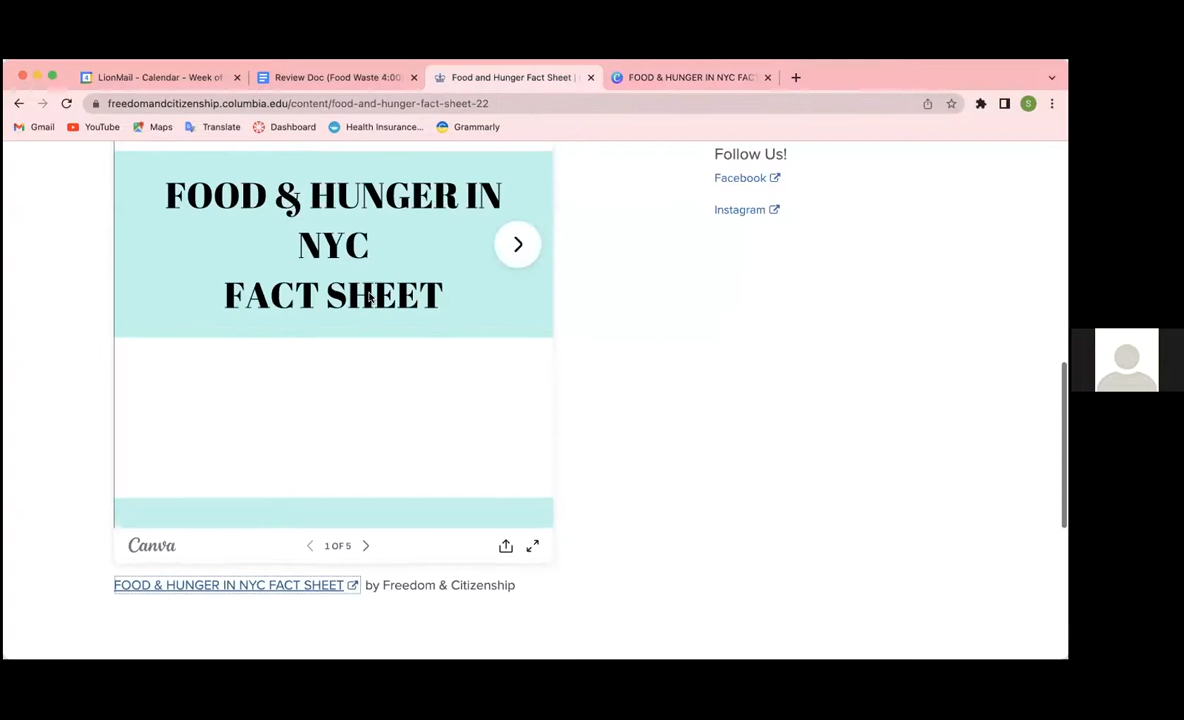 LionMail - Calendar - Week of
Review Doc (Food Waste 4:00
Food and Hunger Fact Sheet |
FOOD & HUNGER IN NYC FAC
freedomandcitizenship.columbia.edu/content/food-and-hunger-fact-sheet-22
S
Gmail
YouTube
Maps
Translate
Dashboard
Health Insurance...
Grammarly
FOOD & HUNGER IN
NYC
FACT SHEET
Follow Us!
Facebook
Instagram
Canva
1 OF 5
FOOD & HUNGER IN NYC FACT SHEET by Freedom & Citizenship